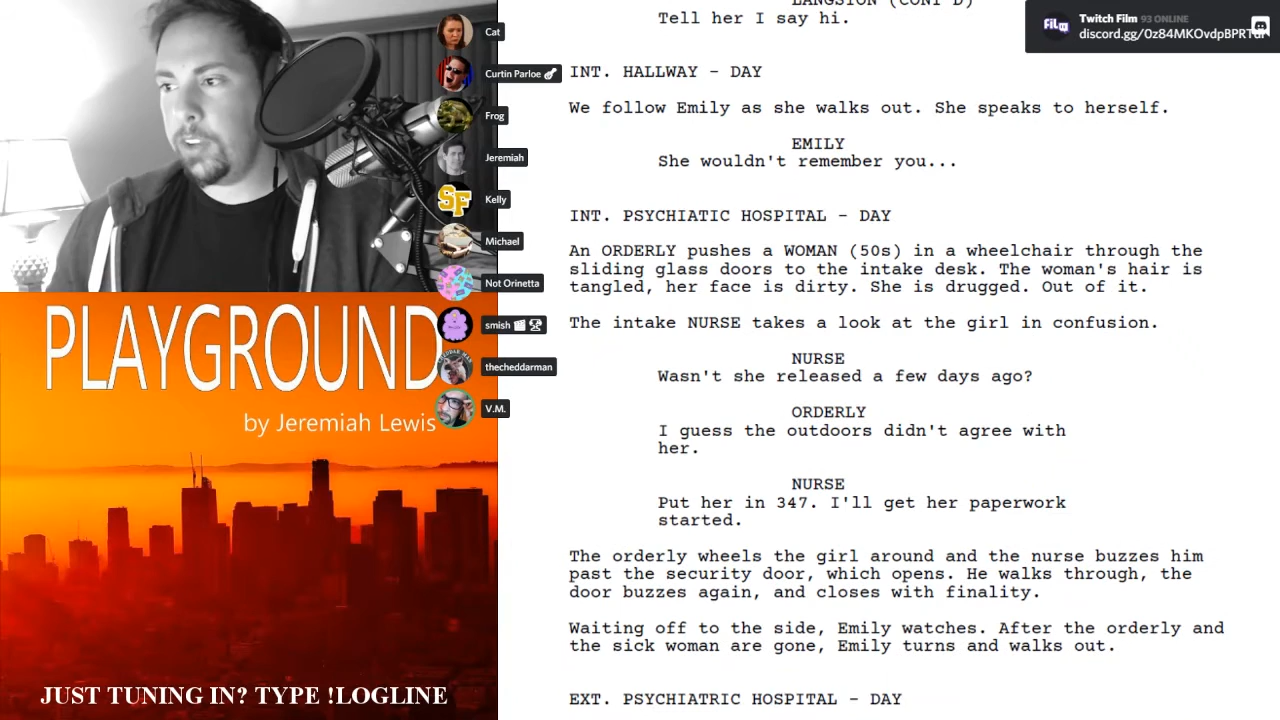 Cat
Curtin Parloe
Frog
Jeremiah
Kelly
Michael
Not Orinetta
smish
thecheddarman
V.M.
SF
PLAYGROUND
by Jeremiah Lewis
JUST TUNING IN? TYPE !LOGLINE
Film
Twitch Film 93 ONLINE
LANGSTON (CONT'D)
Tell her I say hi.
INT. HALLWAY - DAY
We follow Emily as she walks out. She speaks to herself.
EMILY
She wouldn't remember you...
INT. PSYCHIATIC HOSPITAL - DAY
An ORDERLY pushes a WOMAN (50s) in a wheelchair through the
sliding glass doors to the intake desk. The woman's hair is
tangled, her face is dirty. She is drugged. Out of it.
The intake NURSE takes a look at the girl in confusion.
NURSE
Wasn't she released a few days ago?
ORDERLY
I guess the outdoors didn't agree with
her.
NURSE
Put her in 347. I'll get her paperwork
started.
The orderly wheels the girl around and the nurse buzzes him
past the security door, which opens. He walks through, the
door buzzes again, and closes with finality.
Waiting off to the side, Emily watches. After the orderly and
the sick woman are gone, Emily turns and walks out.
EXT. PSYCHIATRIC HOSPITAL - DAY